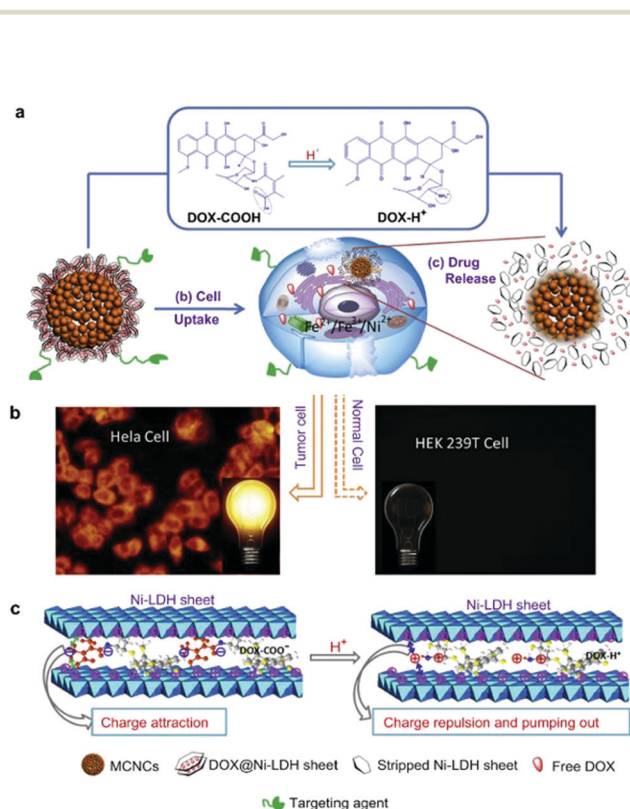 a
H⁺
DOX-COOH
DOX-H⁺
(b) Cell
Uptake
(c) Drug
Release
Fe²⁺/Fe³⁺/Ni²⁺
b
Hela Cell
Tumor cell
Normal Cell
HEK 239T Cell
c
Ni-LDH sheet
Ni-LDH sheet
DOX-COO⁻
H⁺
DOX-H⁺
Charge attraction
Charge repulsion and pumping out
MCNCs
DOX@Ni-LDH sheet
Stripped Ni-LDH sheet
Free DOX
Targeting agent